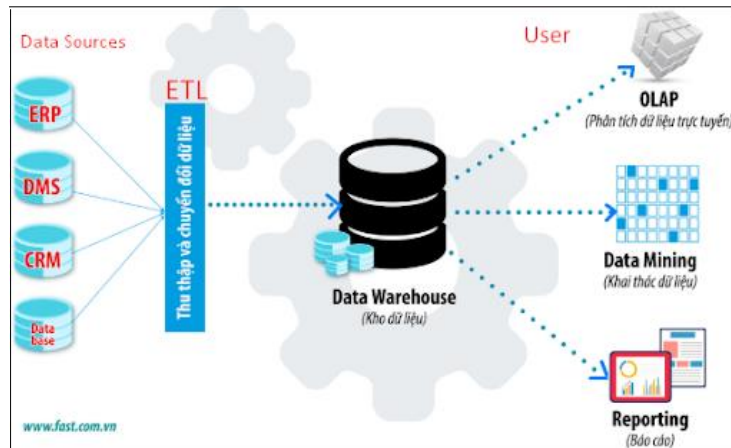 Data Sources
User
ERP
DMS
CRM
Data
base
ETL
Thu thập và chuyển đổi dữ liệu
Data Warehouse
(Kho dữ liệu)
OLAP
(Phân tích dữ liệu trực tuyến)
Data Mining
(Khai thác dữ liệu)
Reporting
(Báo cáo)
www.fast.com.vn